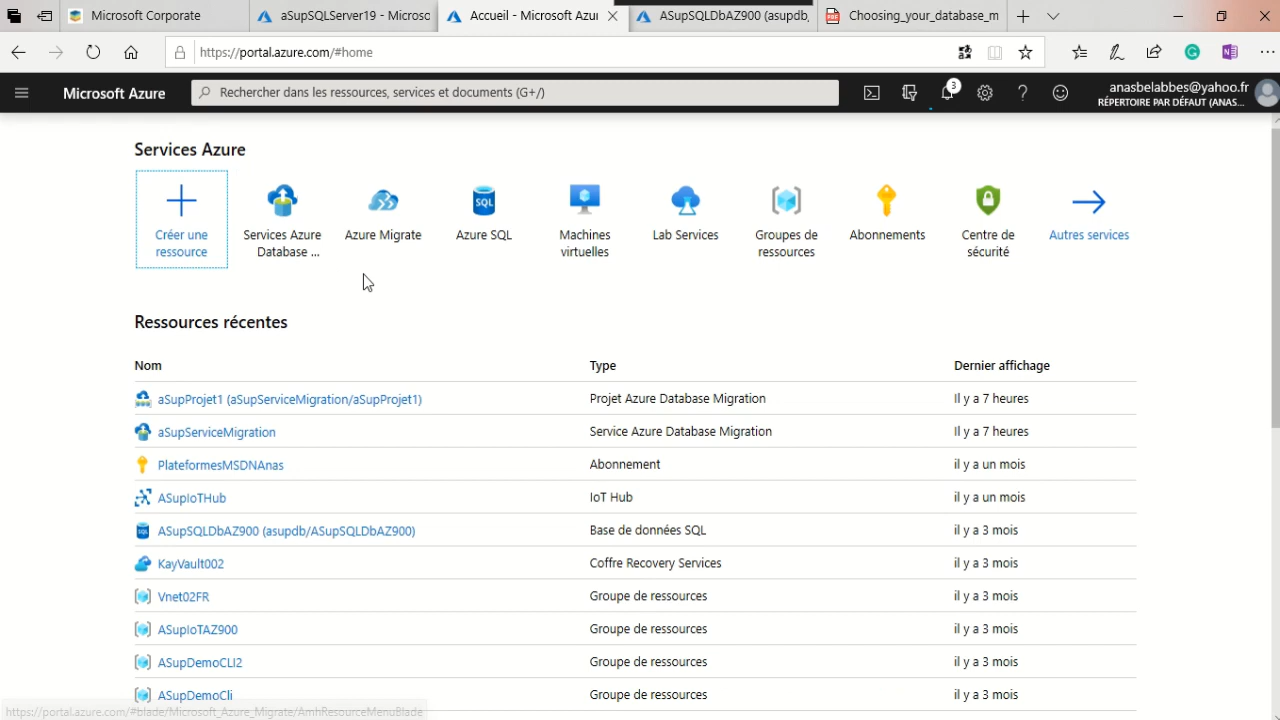 Microsoft Corporate
aSupSQLServer19 - Microso
Accueil - Microsoft Azu
ASupSQLDbAZ900 (asupdb,
Choosing_your_database_m
https://portal.azure.com/#home
Microsoft Azure
Rechercher dans les ressources, services et documents (G+/)
3
anasbelabbes@yahoo.fr
RÉPERTOIRE PAR DÉFAUT (ANAS...
Services Azure
Créer une ressource
Services Azure Database ...
Azure Migrate
Azure SQL
Machines virtuelles
Lab Services
Groupes de ressources
Abonnements
Centre de sécurité
Autres services
Ressources récentes
Nom Type Dernier affichage
aSupProjet1 (aSupServiceMigration/aSupProjet1) Projet Azure Database Migration Il y a 7 heures
aSupServiceMigration Service Azure Database Migration Il y a 7 heures
PlateformesMSDNAnas Abonnement il y a un mois
ASupIoTHub IoT Hub il y a un mois
ASupSQLDbAZ900 (asupdb/ASupSQLDbAZ900) Base de données SQL il y a 3 mois
KayVault002 Coffre Recovery Services il y a 3 mois
Vnet02FR Groupe de ressources il y a 3 mois
ASupIoTAZ900 Groupe de ressources il y a 3 mois
ASupDemoCLI2 Groupe de ressources il y a 3 mois
ASupDemoCli Groupe de ressources il y a 3 mois
https://portal.azure.com/#blade/Microsoft_Azure_Migrate/AmhResourceMenuBlade